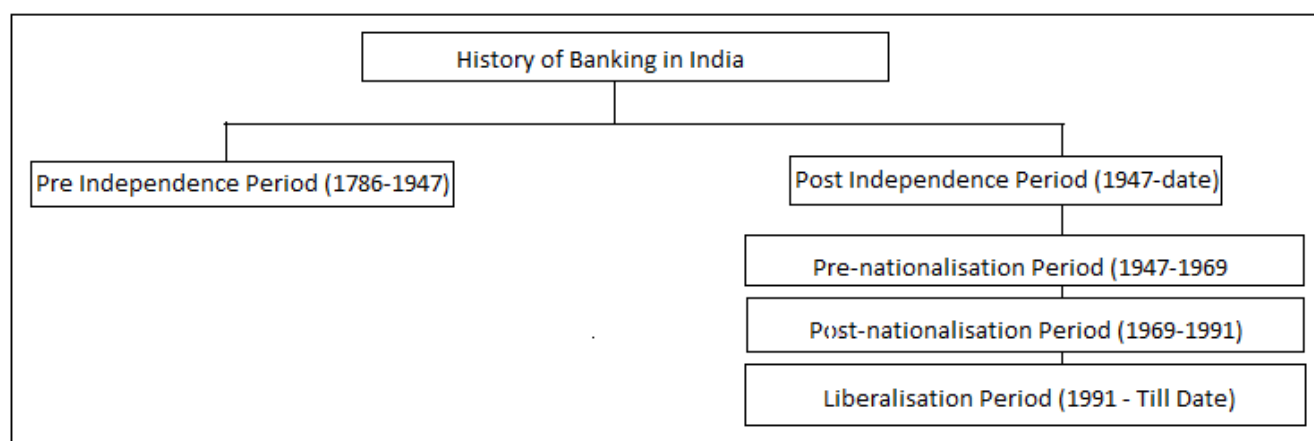 History of Banking in India
Pre Independence Period (1786-1947)
Post Independence Period (1947-date)
Pre-nationalisation Period (1947-1969
Post-nationalisation Period (1969-1991)
Liberalisation Period (1991 - Till Date)